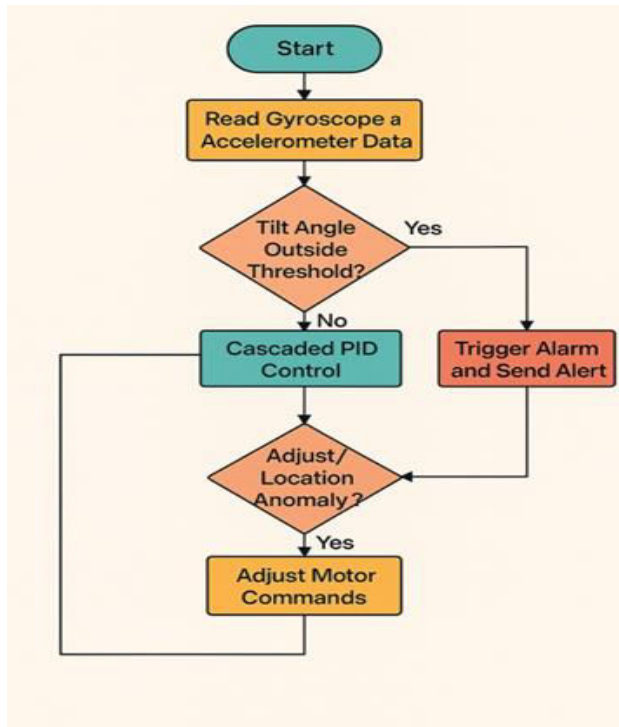 Start
Read Gyroscope a
Accelerometer Data
Tilt Angle
Outside
Threshold?
Yes
No
Cascaded PID
Control
Trigger Alarm
and Send Alert
Adjust/
Location
Anomaly?
Yes
Adjust Motor
Commands